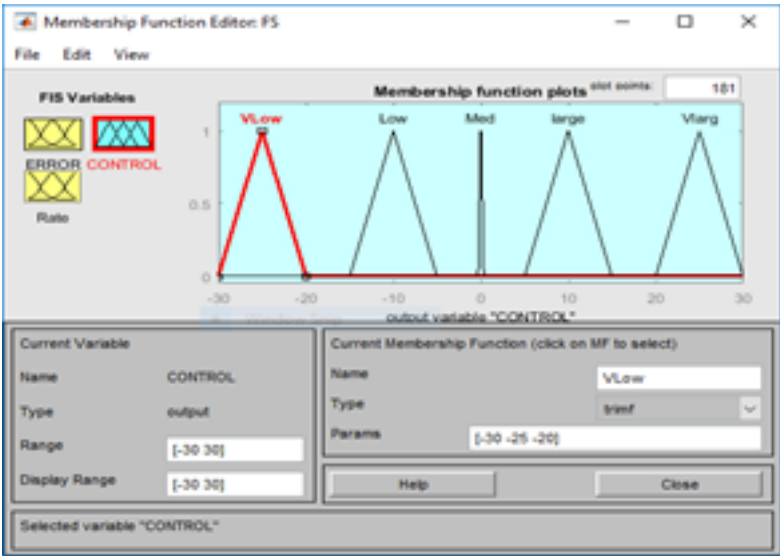 Membership Function Editor: FS
File Edit View
FIS Variables
Membership function plots plot points: 181
ERROR CONTROL
Rate
VLow Low Med large Vlarg
1
0.5
0
-30 -20 -10 0 10 20 30
output variable "CONTROL"
Current Variable
Name CONTROL
Type output
Range [-30 30]
Display Range [-30 30]
Current Membership Function (click on MF to select)
Name VLow
Type trimf
Params [-30 -25 -20]
Help Close
Selected variable "CONTROL"